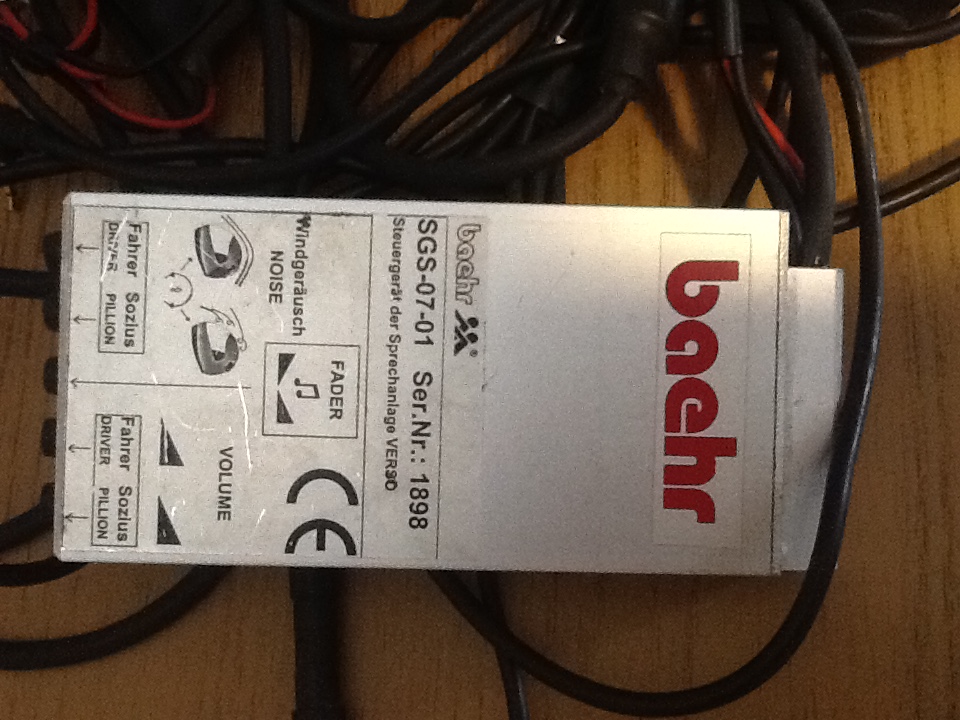 baehr
baehr ®
SGS-07-01 Ser.Nr.: 1898
Steuergerät der Sprechanlage VERSO
Windgeräusch
NOISE
FADER
VOLUME
CE
Fahrer Sozius
DRIVER PILLION
Fahrer Sozius
DRIVER PILLION